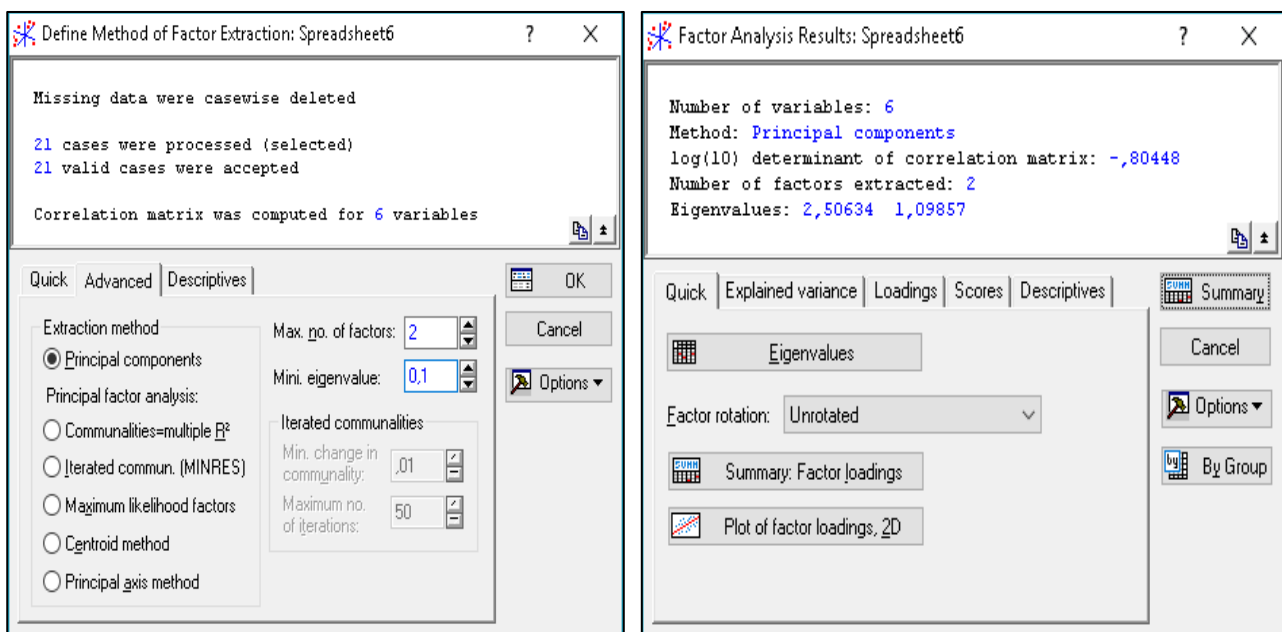 Define Method of Factor Extraction: Spreadsheet6 ? X
Missing data were casewise deleted
21 cases were processed (selected)
21 valid cases were accepted
Correlation matrix was computed for 6 variables
Quick Advanced Descriptives
Extraction method
Principal components
Principal factor analysis:
Communalities=multiple R²
Iterated commun. (MINRES)
Maximum likelihood factors
Centroid method
Principal axis method
Max. no. of factors: 2
Mini. eigenvalue: 0,1
Iterated communalities
Min. change in
communality: ,01
Maximum no.
of iterations: 50
OK
Cancel
Options
Factor Analysis Results: Spreadsheet6 ? X
Number of variables: 6
Method: Principal components
log(10) determinant of correlation matrix: -,80448
Number of factors extracted: 2
Eigenvalues: 2,50634 1,09857
Quick Explained variance Loadings Scores Descriptives
Eigenvalues
Factor rotation: Unrotated
SUMM Summary: Factor loadings
Plot of factor loadings, 2D
SUMM Summary
Cancel
Options
by By Group